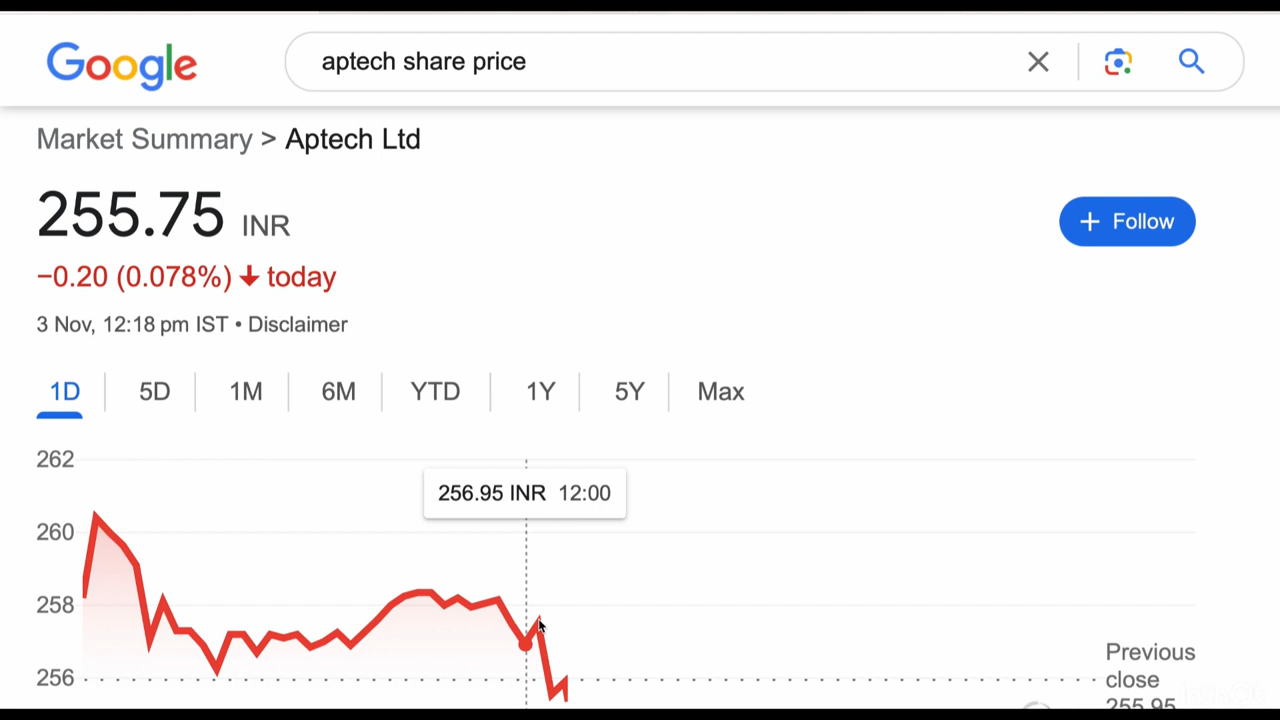 Google
aptech share price
Market Summary > Aptech Ltd
255.75 INR
+ Follow
−0.20 (0.078%) ↓ today
3 Nov, 12:18 pm IST • Disclaimer
1D 5D 1M 6M YTD 1Y 5Y Max
262
256.95 INR 12:00
260
258
256
Previous
close
255.95